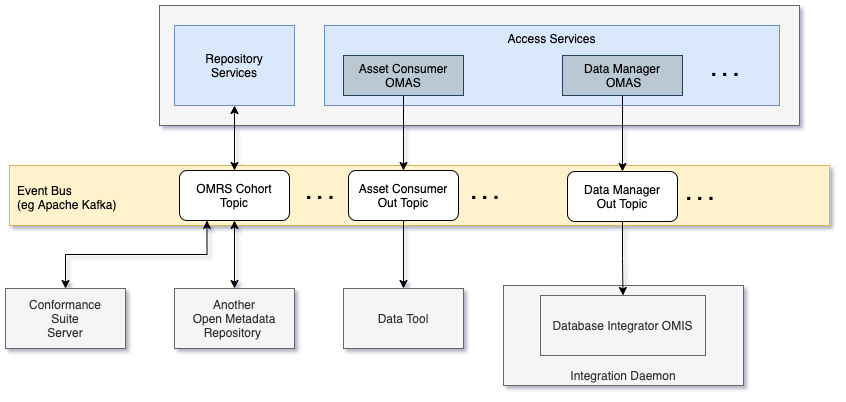 Repository
Services
Access Services
Asset Consumer
OMAS
Data Manager
OMAS
...
Event Bus
(eg Apache Kafka)
OMRS Cohort
Topic
...
Asset Consumer
Out Topic
...
Data Manager
Out Topic
...
Conformance
Suite
Server
Another
Open Metadata
Repository
Data Tool
Database Integrator OMIS
Integration Daemon